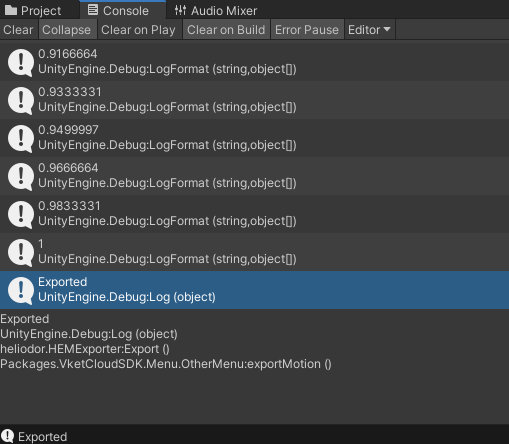 Project
Console
Audio Mixer
Clear
Collapse
Clear on Play
Clear on Build
Error Pause
Editor
0.9166664
UnityEngine.Debug:LogFormat (string,object[])
0.9333331
UnityEngine.Debug:LogFormat (string,object[])
0.9499997
UnityEngine.Debug:LogFormat (string,object[])
0.9666664
UnityEngine.Debug:LogFormat (string,object[])
0.9833331
UnityEngine.Debug:LogFormat (string,object[])
1
UnityEngine.Debug:LogFormat (string,object[])
Exported
UnityEngine.Debug:Log (object)
Exported
UnityEngine.Debug:Log (object)
heliodor.HEMExporter:Export ()
Packages.VketCloudSDK.Menu.OtherMenu:exportMotion ()
Exported